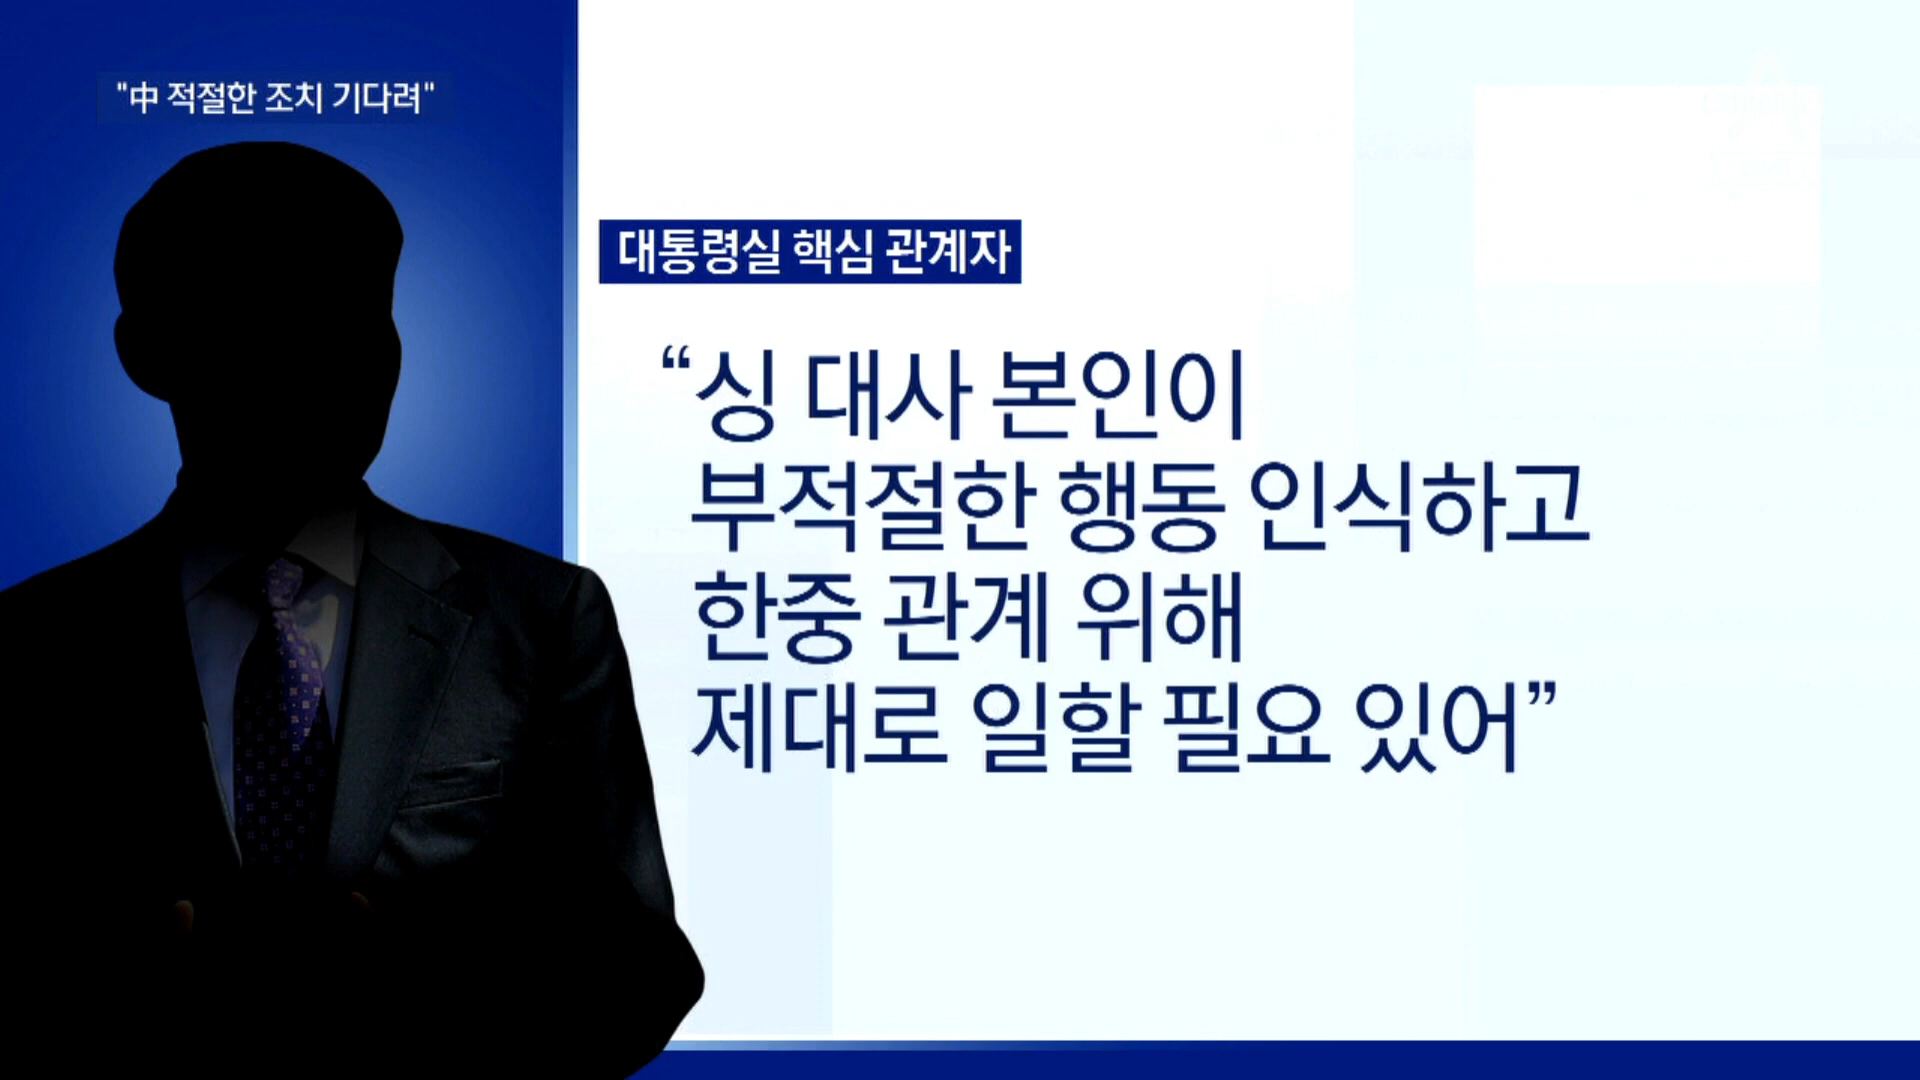 "中 적절한 조치 기다려"
대통령실 핵심 관계자
“싱 대사 본인이
부적절한 행동 인식하고
한중 관계 위해
제대로 일할 필요 있어”